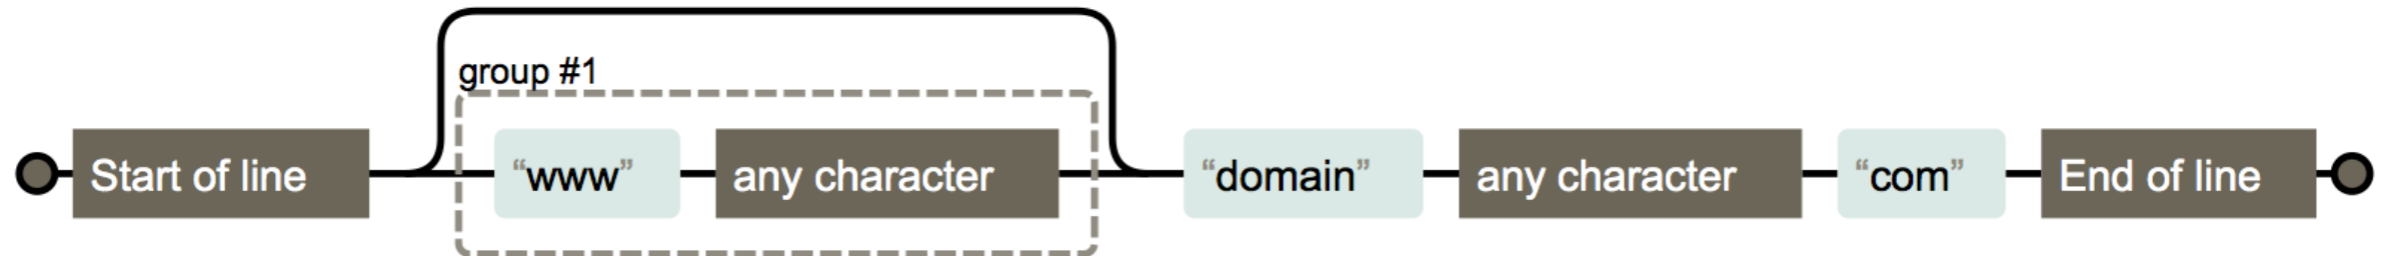 group #1
Start of line “www” any character “domain” any character “com” End of line